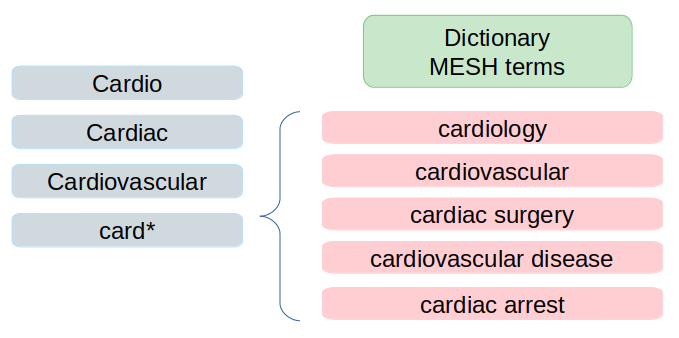 Cardio
Cardiac
Cardiovascular
card*
Dictionary
MESH terms
cardiology
cardiovascular
cardiac surgery
cardiovascular disease
cardiac arrest